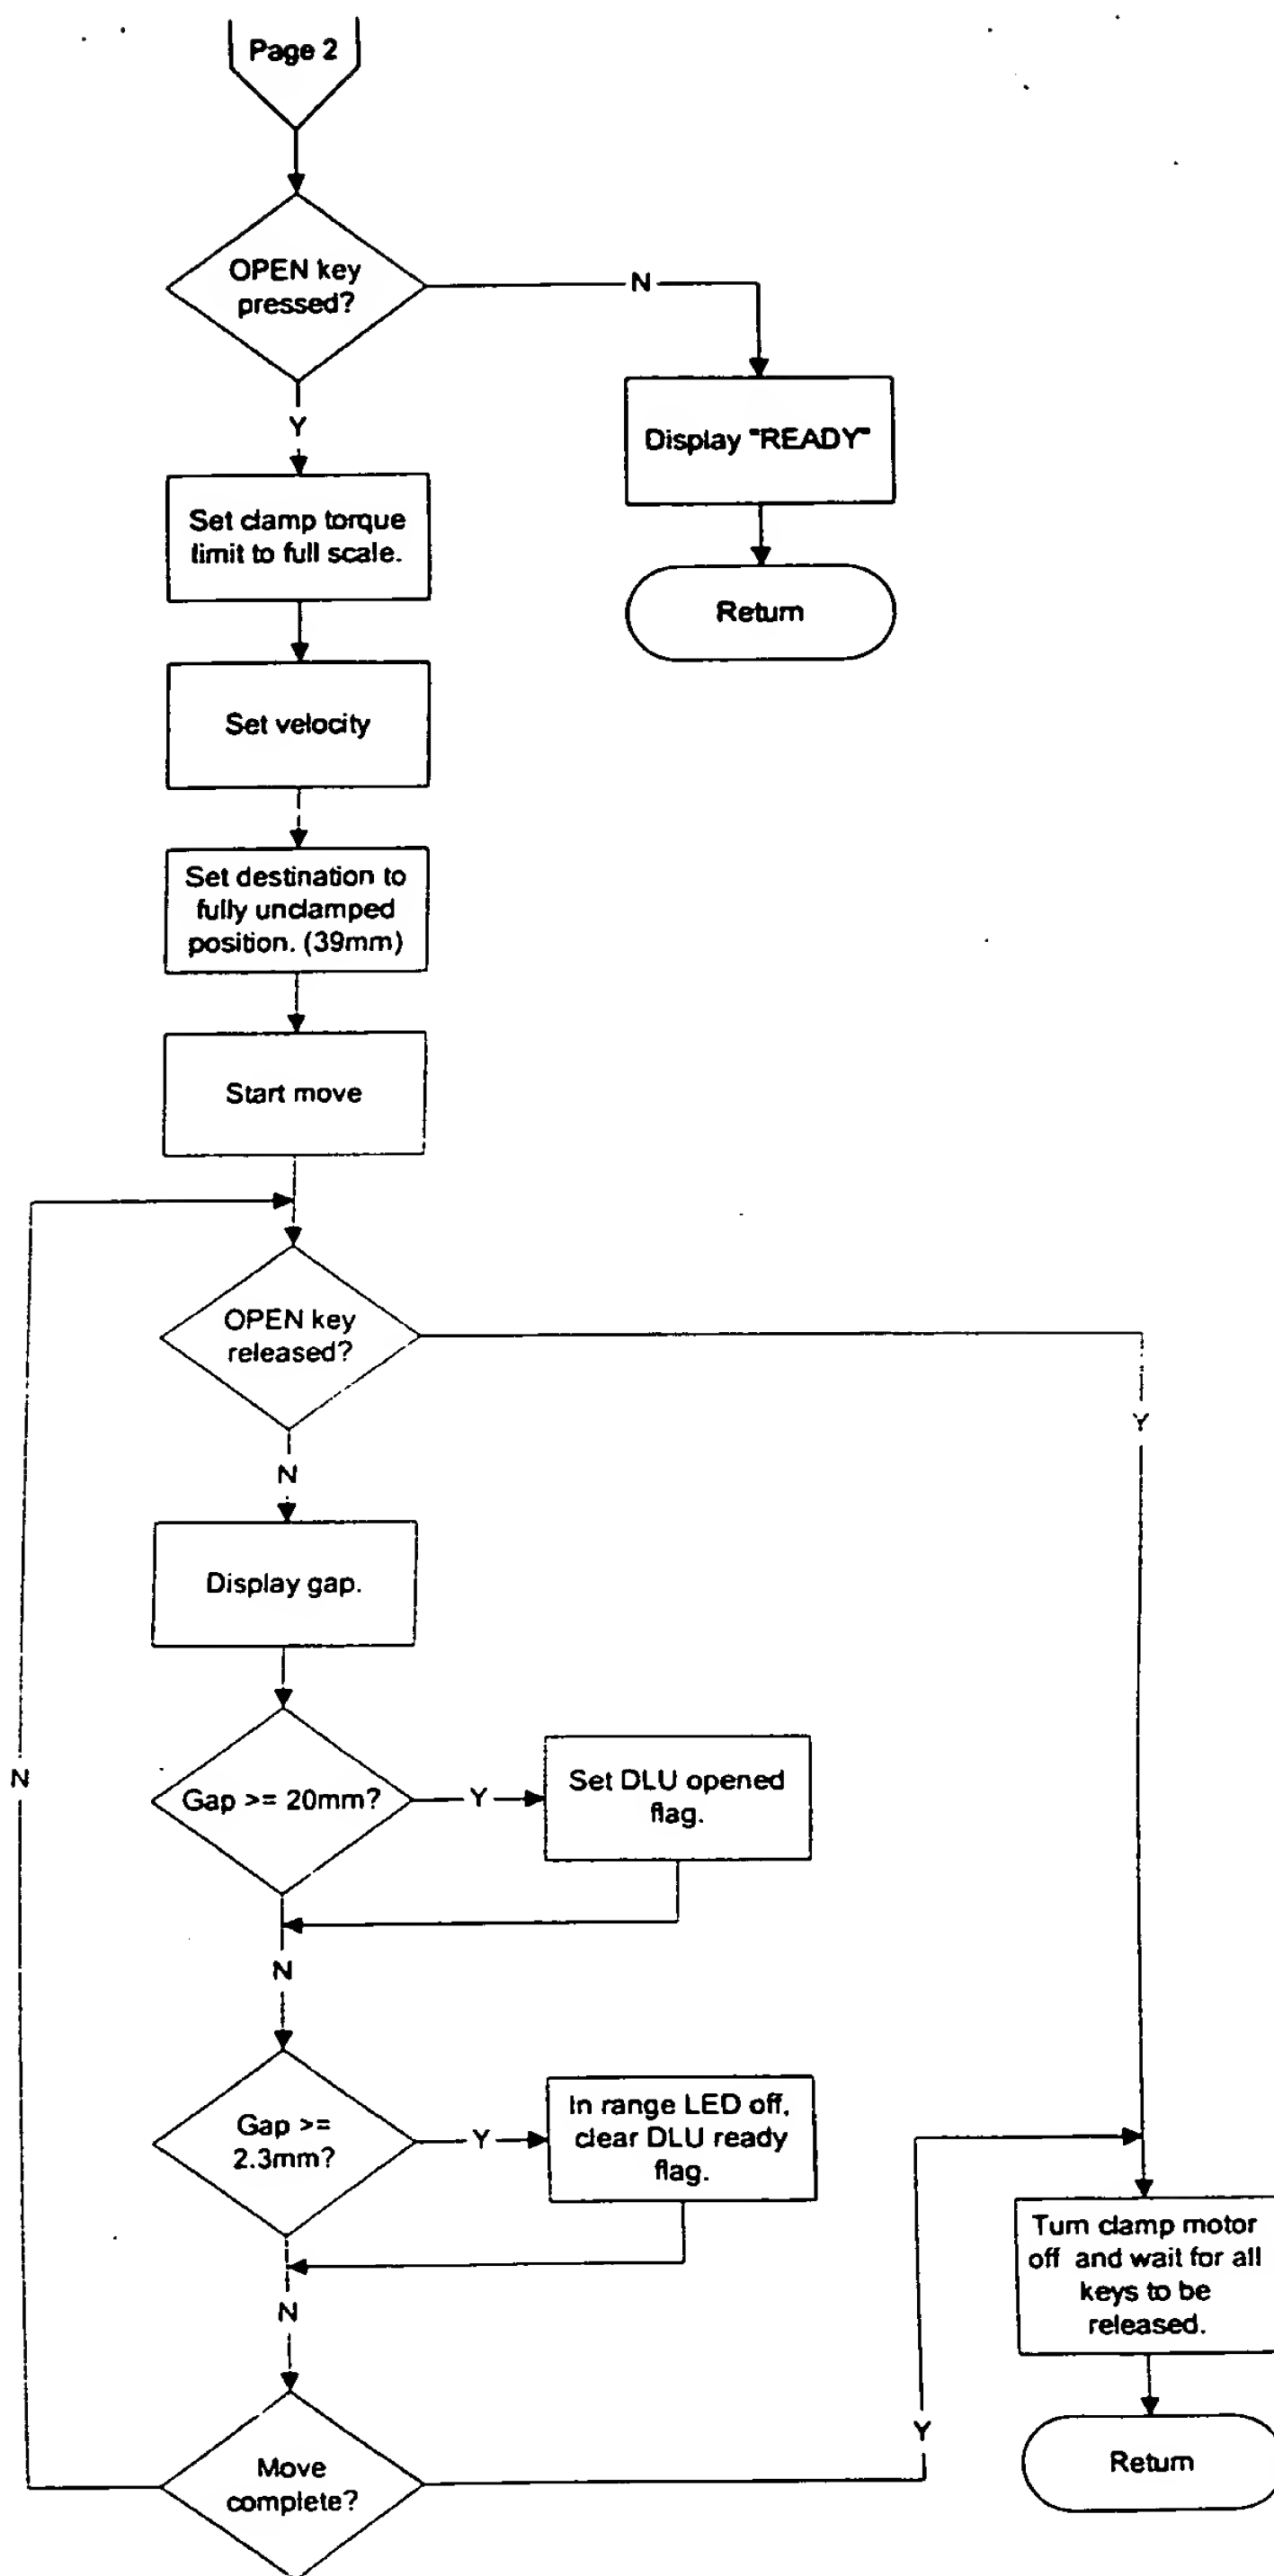 Page 2
OPEN key
pressed?
N
Y
Display "READY"
Set clamp torque
limit to full scale.
Return
Set velocity
Set destination to
fully unclamped
position. (39mm)
Start move
OPEN key
released?
Y
N
Display gap.
N
Gap >= 20mm?
Y
Set DLU opened
flag.
N
Gap >=
2.3mm?
Y
In range LED off,
clear DLU ready
flag.
N
Turn clamp motor
off and wait for all
keys to be
released.
Move
complete?
Y
Return